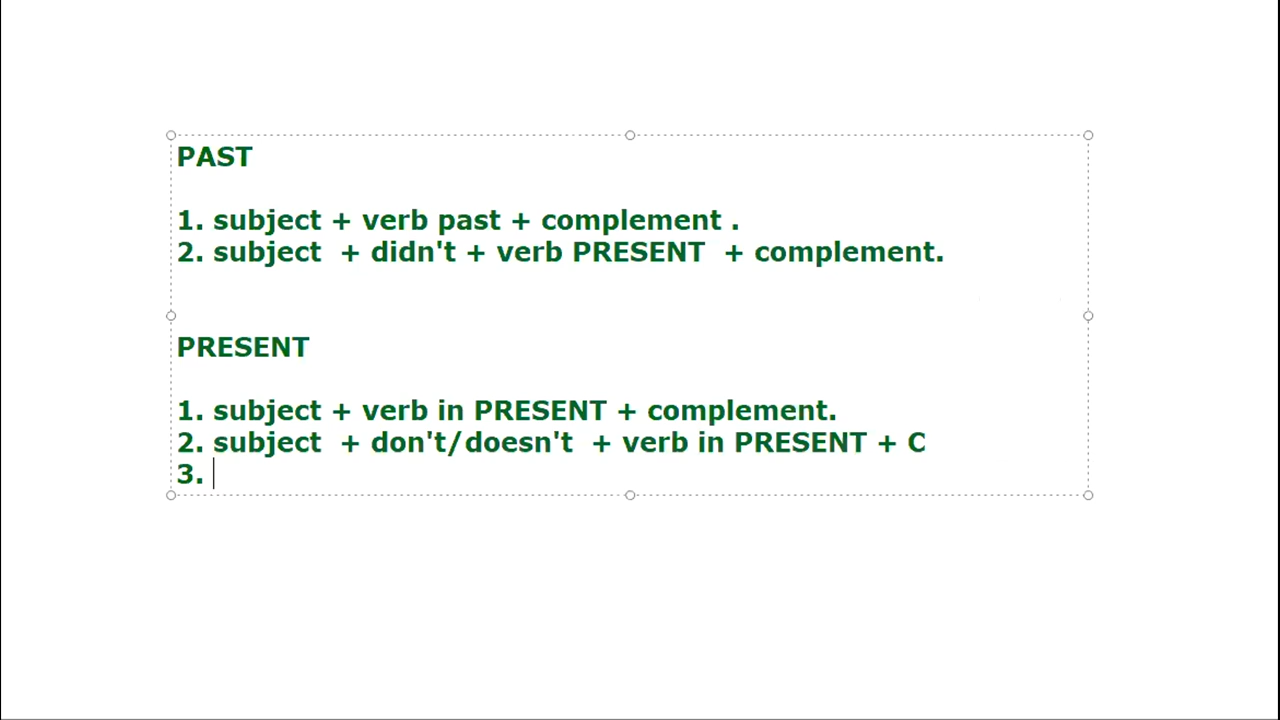 PAST
1. subject + verb past + complement .
2. subject  + didn't + verb PRESENT  + complement.
PRESENT
1. subject + verb in PRESENT + complement.
2. subject  + don't/doesn't  + verb in PRESENT + C
3.